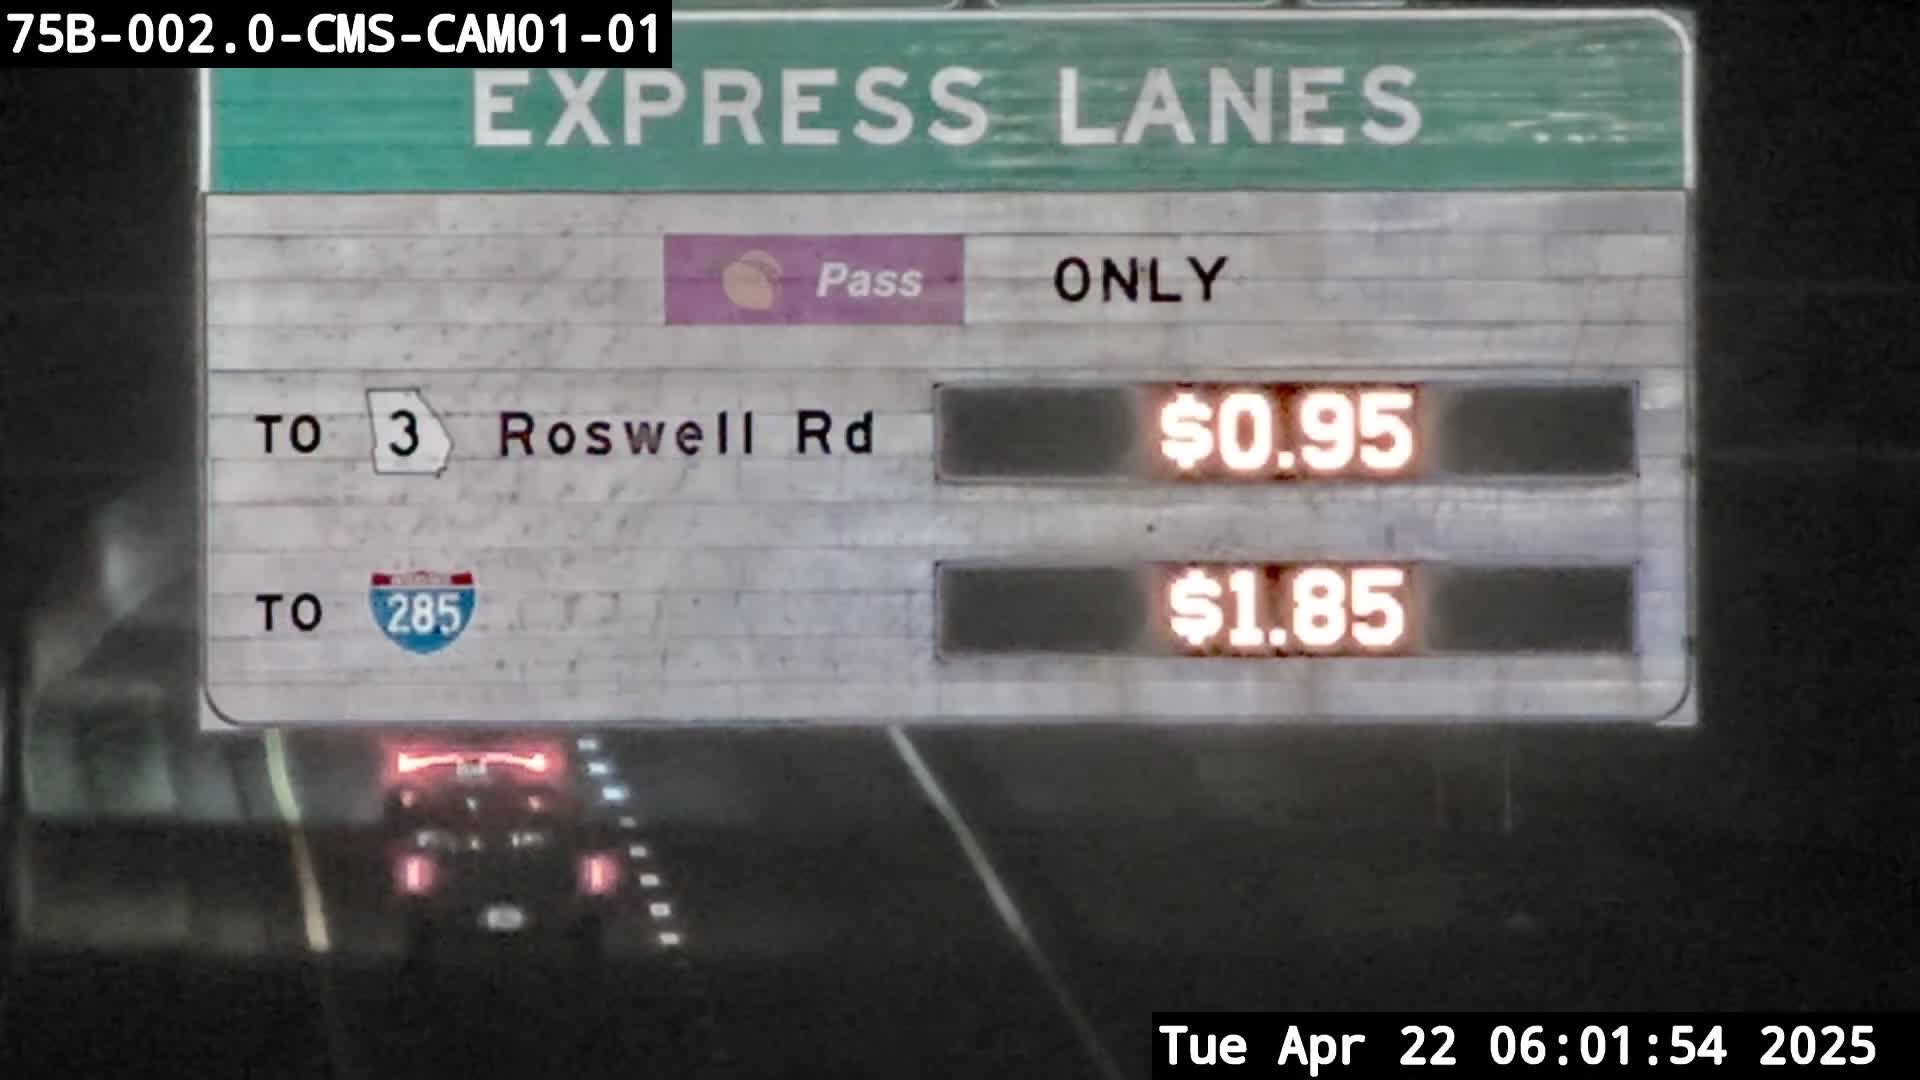 75B-002.0-CMS-CAM01-01
EXPRESS LANES
Pass ONLY
TO 3 Roswell Rd $0.95
TO 285 $1.85
Tue Apr 22 06:01:54 2025